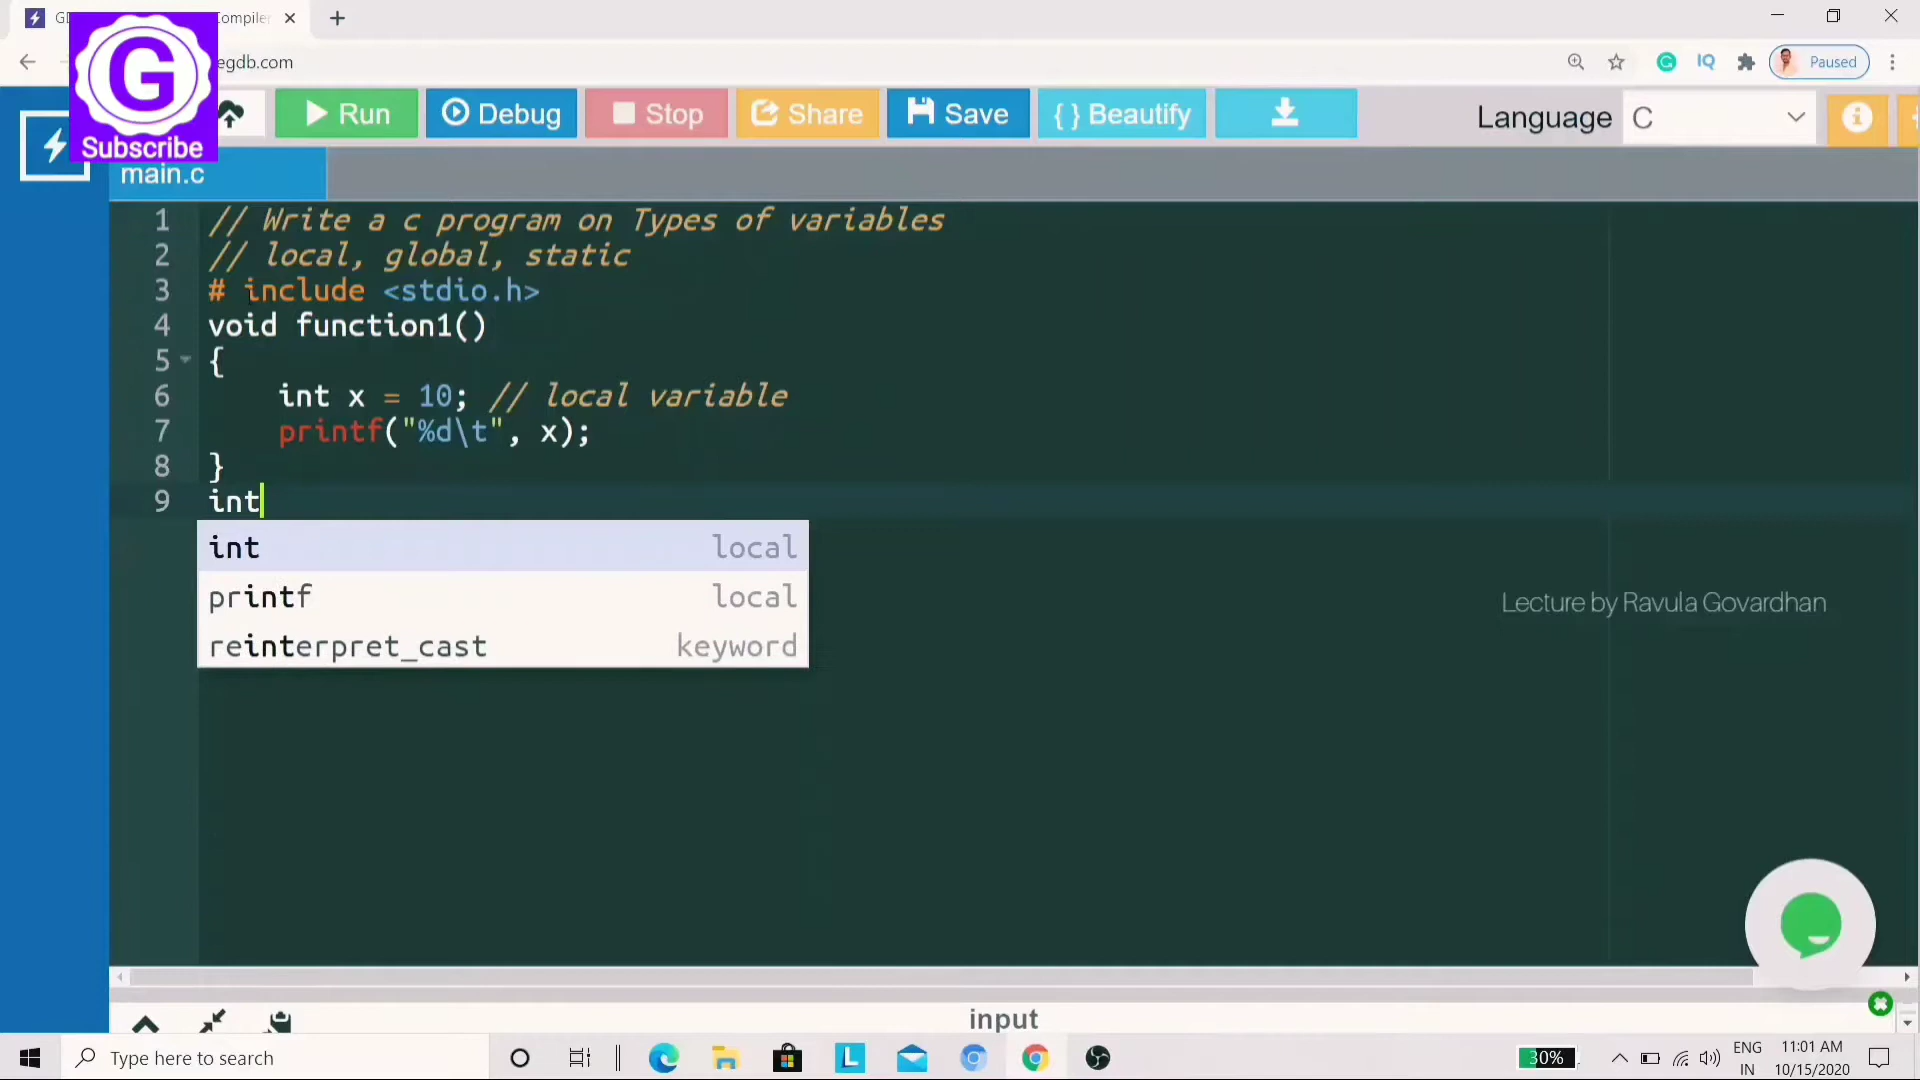 GD
Compiler
egdb.com
IQ
Paused
G
Subscribe
Run
Debug
Stop
Share
Save
{ } Beautify
Language
C
main.c
1 // Write a c program on Types of variables
2 // local, global, static
3 # include <stdio.h>
4 void function1()
5 {
6 int x = 10; // local variable
7 printf("%d\t", x);
8 }
9 int
int local
printf local
reinterpret_cast keyword
Lecture by Ravula Govardhan
input
Type here to search
L
30%
ENG
IN
11:01 AM
10/15/2020